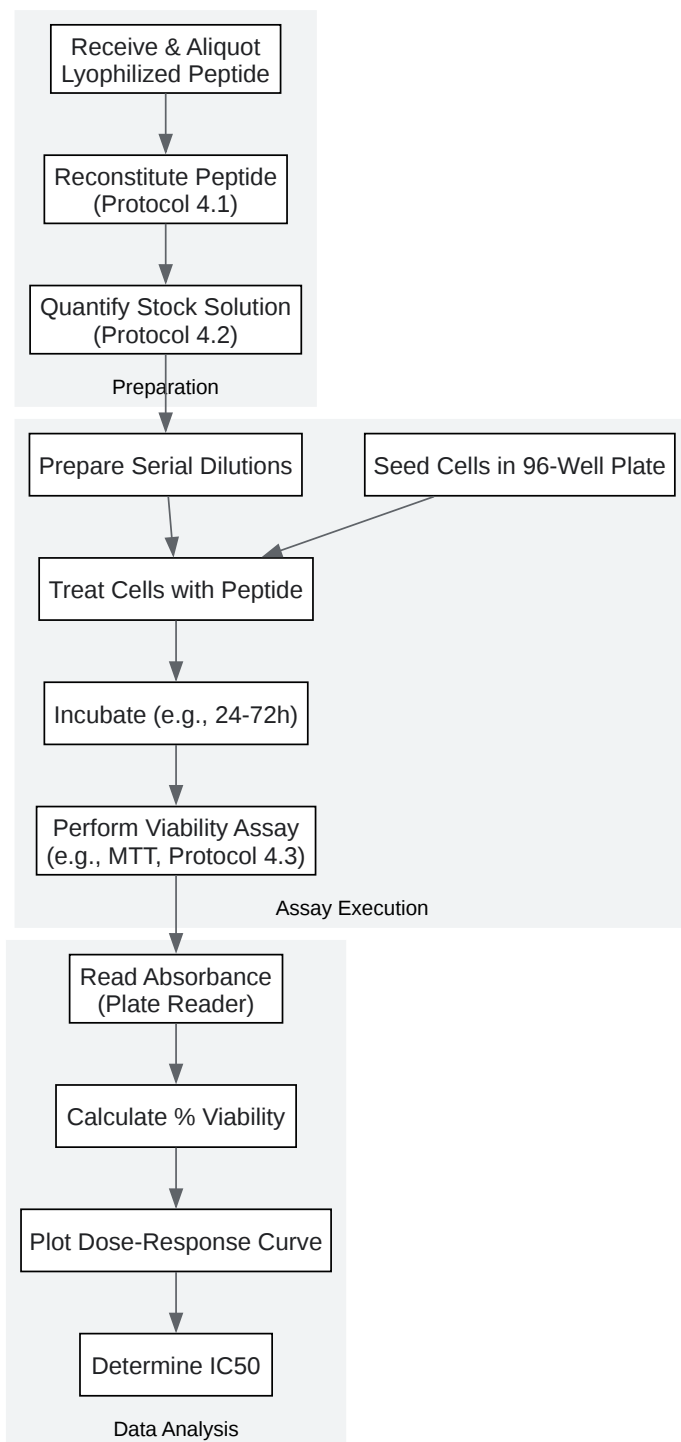 Receive & Aliquot
Lyophilized Peptide
Reconstitute Peptide
(Protocol 4.1)
Quantify Stock Solution
(Protocol 4.2)
Preparation
Prepare Serial Dilutions
Seed Cells in 96-Well Plate
Treat Cells with Peptide
Incubate (e.g., 24-72h)
Perform Viability Assay
(e.g., MTT, Protocol 4.3)
Assay Execution
Read Absorbance
(Plate Reader)
Calculate % Viability
Plot Dose-Response Curve
Determine IC50
Data Analysis